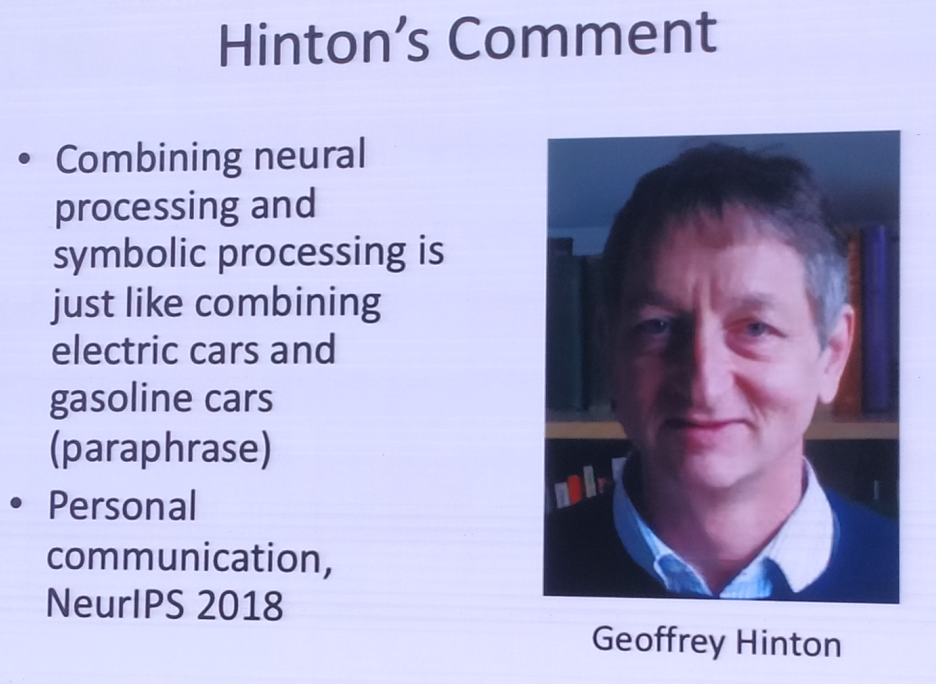 Hinton’s Comment
• Combining neural
processing and
symbolic processing is
just like combining
electric cars and
gasoline cars
(paraphrase)
• Personal
communication,
NeurIPS 2018
Geoffrey Hinton